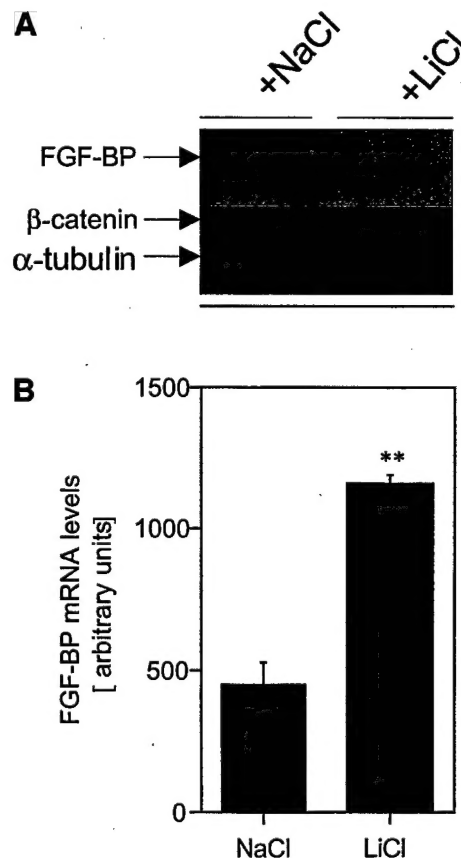 A
+NaCl +LiCl
FGF-BP
β-catenin
α-tubulin
B
FGF-BP mRNA levels
[ arbitrary units]
1500
1000
500
0
**
NaCl LiCl